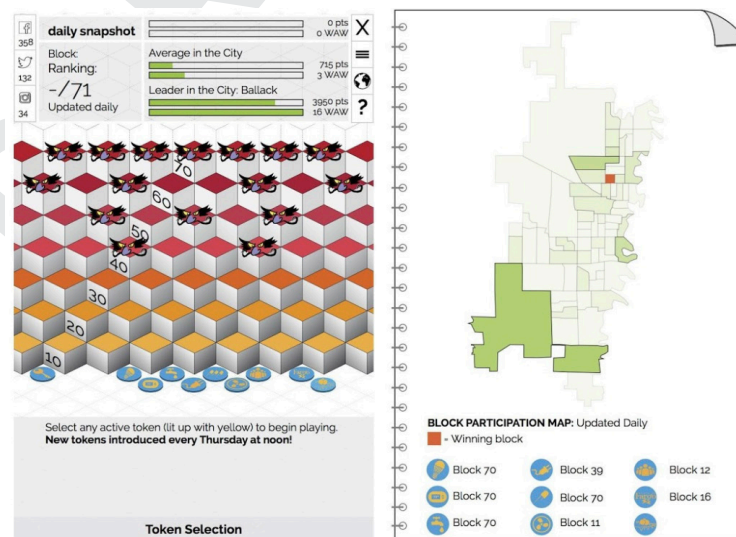 358
132
34
daily snapshot
Block:
Ranking:
-/71
Updated daily
0 pts
0 WAW
Average in the City
715 pts
3 WAW
Leader in the City: Ballack
3950 pts
16 WAW
X
?
70
60
50
40
30
20
10
Select any active token (lit up with yellow) to begin playing.
New tokens introduced every Thursday at noon!
Token Selection
BLOCK PARTICIPATION MAP: Updated Daily
- Winning block
Block 70
Block 39
Block 12
Block 70
Block 70
Block 16
Block 70
Block 11